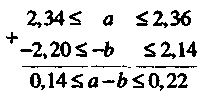 2,34 ≤ a ≤ 2,36
+
−2,20 ≤ −b ≤ 2,14
0,14 ≤ a − b ≤ 0,22